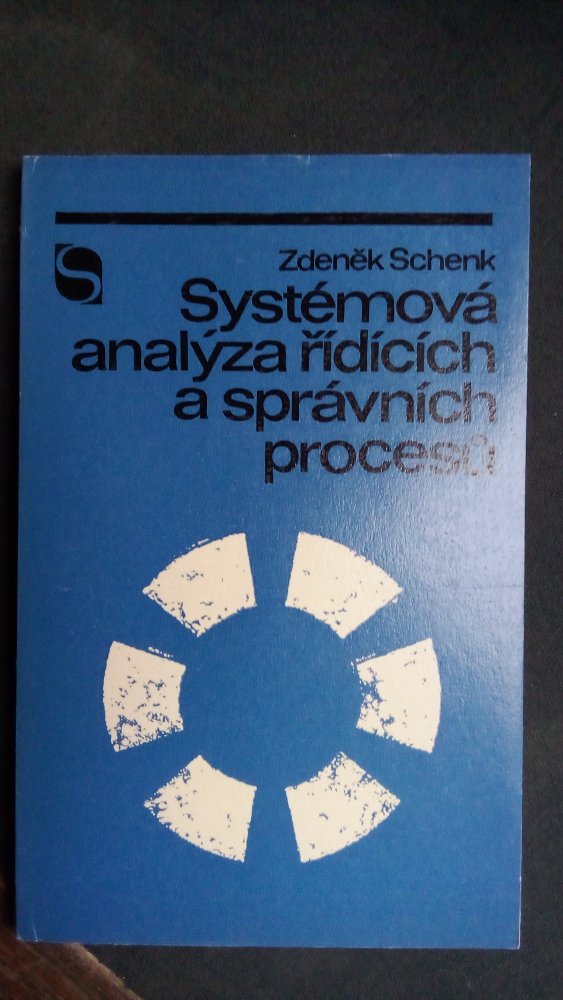 Zdeněk Schenk
S
Systémová
analýza řídících
a správních
procesů